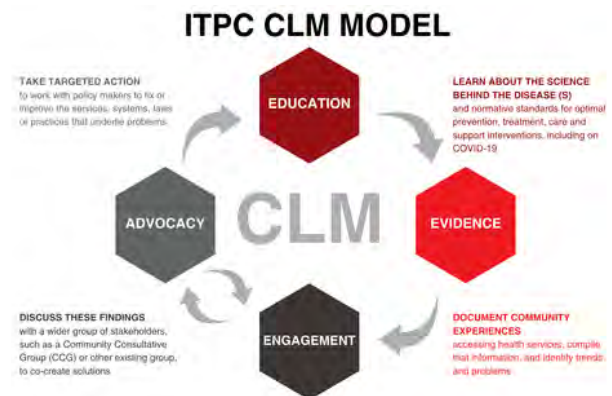 ITPC CLM MODEL
TAKE TARGETED ACTION
to work with policy makers to fix or
improve the services, systems, laws
or practices that underlie problems.
EDUCATION
LEARN ABOUT THE SCIENCE
BEHIND THE DISEASE (S)
and normative standards for optimal
prevention, treatment, care and
support interventions, including on
COVID-19
ADVOCACY
CLM
EVIDENCE
DISCUSS THESE FINDINGS
with a wider group of stakeholders,
such as a Community Consultative
Group (CCG) or other existing group,
to co-create solutions
ENGAGEMENT
DOCUMENT COMMUNITY
EXPERIENCES
accessing health services, compile
that information, and identify trends
and problems